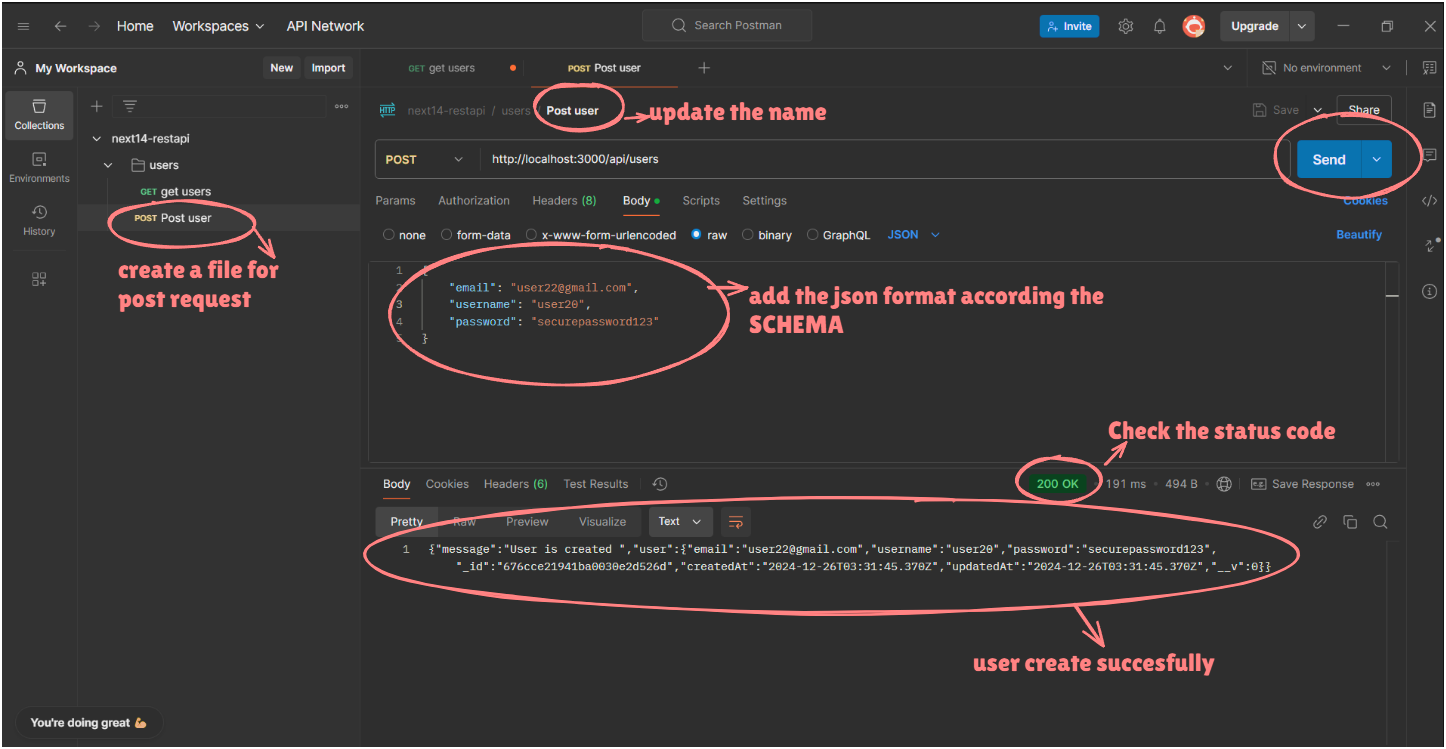 Home Workspaces API Network Search Postman Invite Upgrade
My Workspace New Import GET get users POST Post user No environment
Collections
Environments
History
next14-restapi
users
GET get users
POST Post user
create a file for
post request
next14-restapi / users / Post user Save Share
update the name
POST http://localhost:3000/api/users Send
Params Authorization Headers (8) Body Scripts Settings Cookies
none form-data x-www-form-urlencoded raw binary GraphQL JSON Beautify
1 {
2 "email": "user22@gmail.com",
3 "username": "user20",
4 "password": "securepassword123"
5 }
add the json format according the
SCHEMA
Check the status code
Body Cookies Headers (6) Test Results 200 OK 191 ms 494 B Save Response
Pretty Raw Preview Visualize Text
1 {"message":"User is created ","user":{"email":"user22@gmail.com","username":"user20","password":"securepassword123",
"_id":"676cce21941ba0030e2d526d","createdAt":"2024-12-26T03:31:45.370Z","updatedAt":"2024-12-26T03:31:45.370Z","__v":0}}
user create succesfully
You're doing great 💪🏼